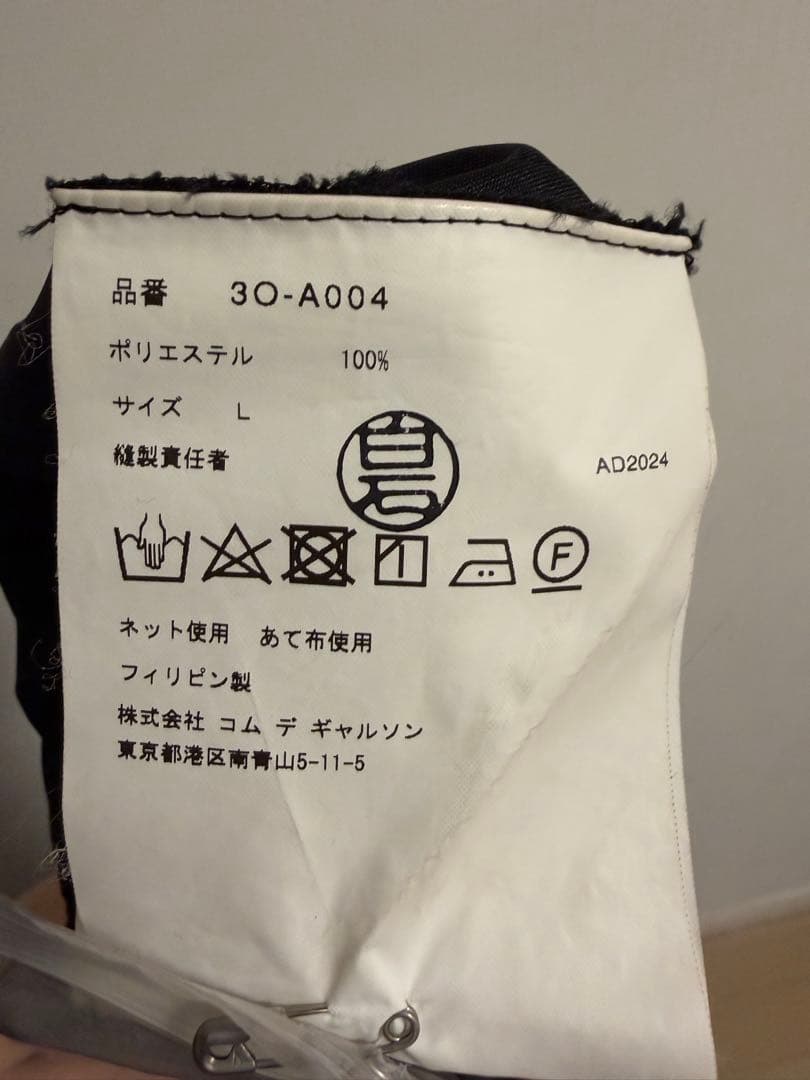 品番 3O-A004
ポリエステル 100%
サイズ L
縫製責任者 白石 AD2024
F
ネット使用 あて布使用
フィリピン製
株式会社 コム デ ギャルソン
東京都港区南青山5-11-5